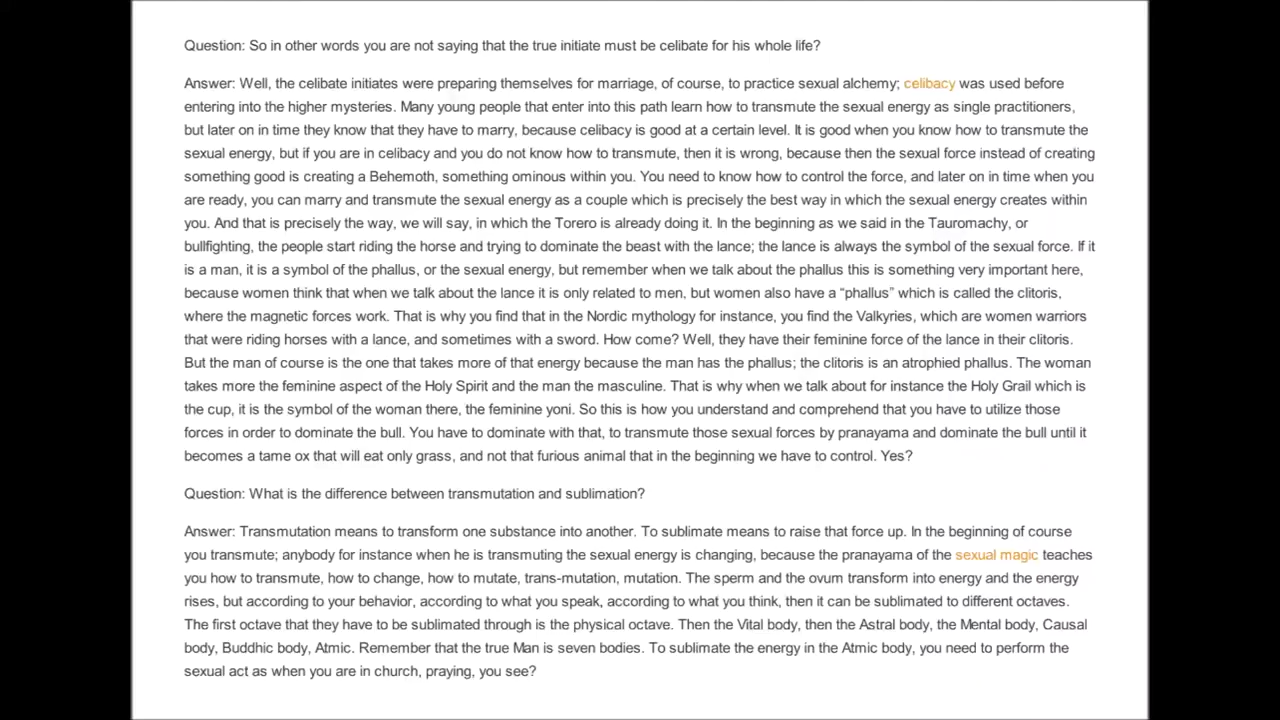 Question: So in other words you are not saying that the true initiate must be celibate for his whole life?
Answer: Well, the celibate initiates were preparing themselves for marriage, of course, to practice sexual alchemy; celibacy was used before
entering into the higher mysteries. Many young people that enter into this path learn how to transmute the sexual energy as single practitioners,
but later on in time they know that they have to marry, because celibacy is good at a certain level. It is good when you know how to transmute the
sexual energy, but if you are in celibacy and you do not know how to transmute, then it is wrong, because then the sexual force instead of creating
something good is creating a Behemoth, something ominous within you. You need to know how to control the force, and later on in time when you
are ready, you can marry and transmute the sexual energy as a couple which is precisely the best way in which the sexual energy creates within
you. And that is precisely the way, we will say, in which the Torero is already doing it. In the beginning as we said in the Tauromachy, or
bullfighting, the people start riding the horse and trying to dominate the beast with the lance; the lance is always the symbol of the sexual force. If it
is a man, it is a symbol of the phallus, or the sexual energy, but remember when we talk about the phallus this is something very important here,
because women think that when we talk about the lance it is only related to men, but women also have a “phallus” which is called the clitoris,
where the magnetic forces work. That is why you find that in the Nordic mythology for instance, you find the Valkyries, which are women warriors
that were riding horses with a lance, and sometimes with a sword. How come? Well, they have their feminine force of the lance in their clitoris.
But the man of course is the one that takes more of that energy because the man has the phallus; the clitoris is an atrophied phallus. The woman
takes more the feminine aspect of the Holy Spirit and the man the masculine. That is why when we talk about for instance the Holy Grail which is
the cup, it is the symbol of the woman there, the feminine yoni. So this is how you understand and comprehend that you have to utilize those
forces in order to dominate the bull. You have to dominate with that, to transmute those sexual forces by pranayama and dominate the bull until it
becomes a tame ox that will eat only grass, and not that furious animal that in the beginning we have to control. Yes?
Question: What is the difference between transmutation and sublimation?
Answer: Transmutation means to transform one substance into another. To sublimate means to raise that force up. In the beginning of course
you transmute; anybody for instance when he is transmuting the sexual energy is changing, because the pranayama of the sexual magic teaches
you how to transmute, how to change, how to mutate, trans-mutation, mutation. The sperm and the ovum transform into energy and the energy
rises, but according to your behavior, according to what you speak, according to what you think, then it can be sublimated to different octaves.
The first octave that they have to be sublimated through is the physical octave. Then the Vital body, then the Astral body, the Mental body, Causal
body, Buddhic body, Atmic. Remember that the true Man is seven bodies. To sublimate the energy in the Atmic body, you need to perform the
sexual act as when you are in church, praying, you see?